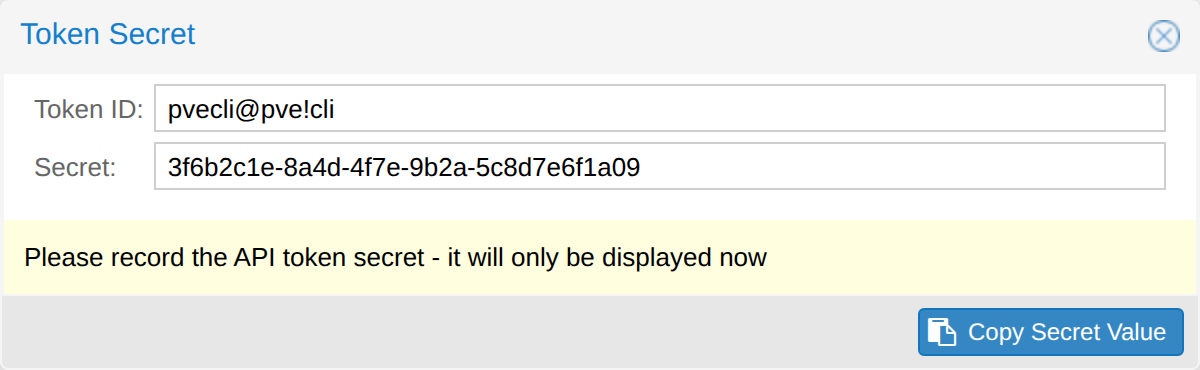 Token Secret
Token ID: pvecli@pve!cli
Secret: 3f6b2c1e-8a4d-4f7e-9b2a-5c8d7e6f1a09
Please record the API token secret - it will only be displayed now
Copy Secret Value